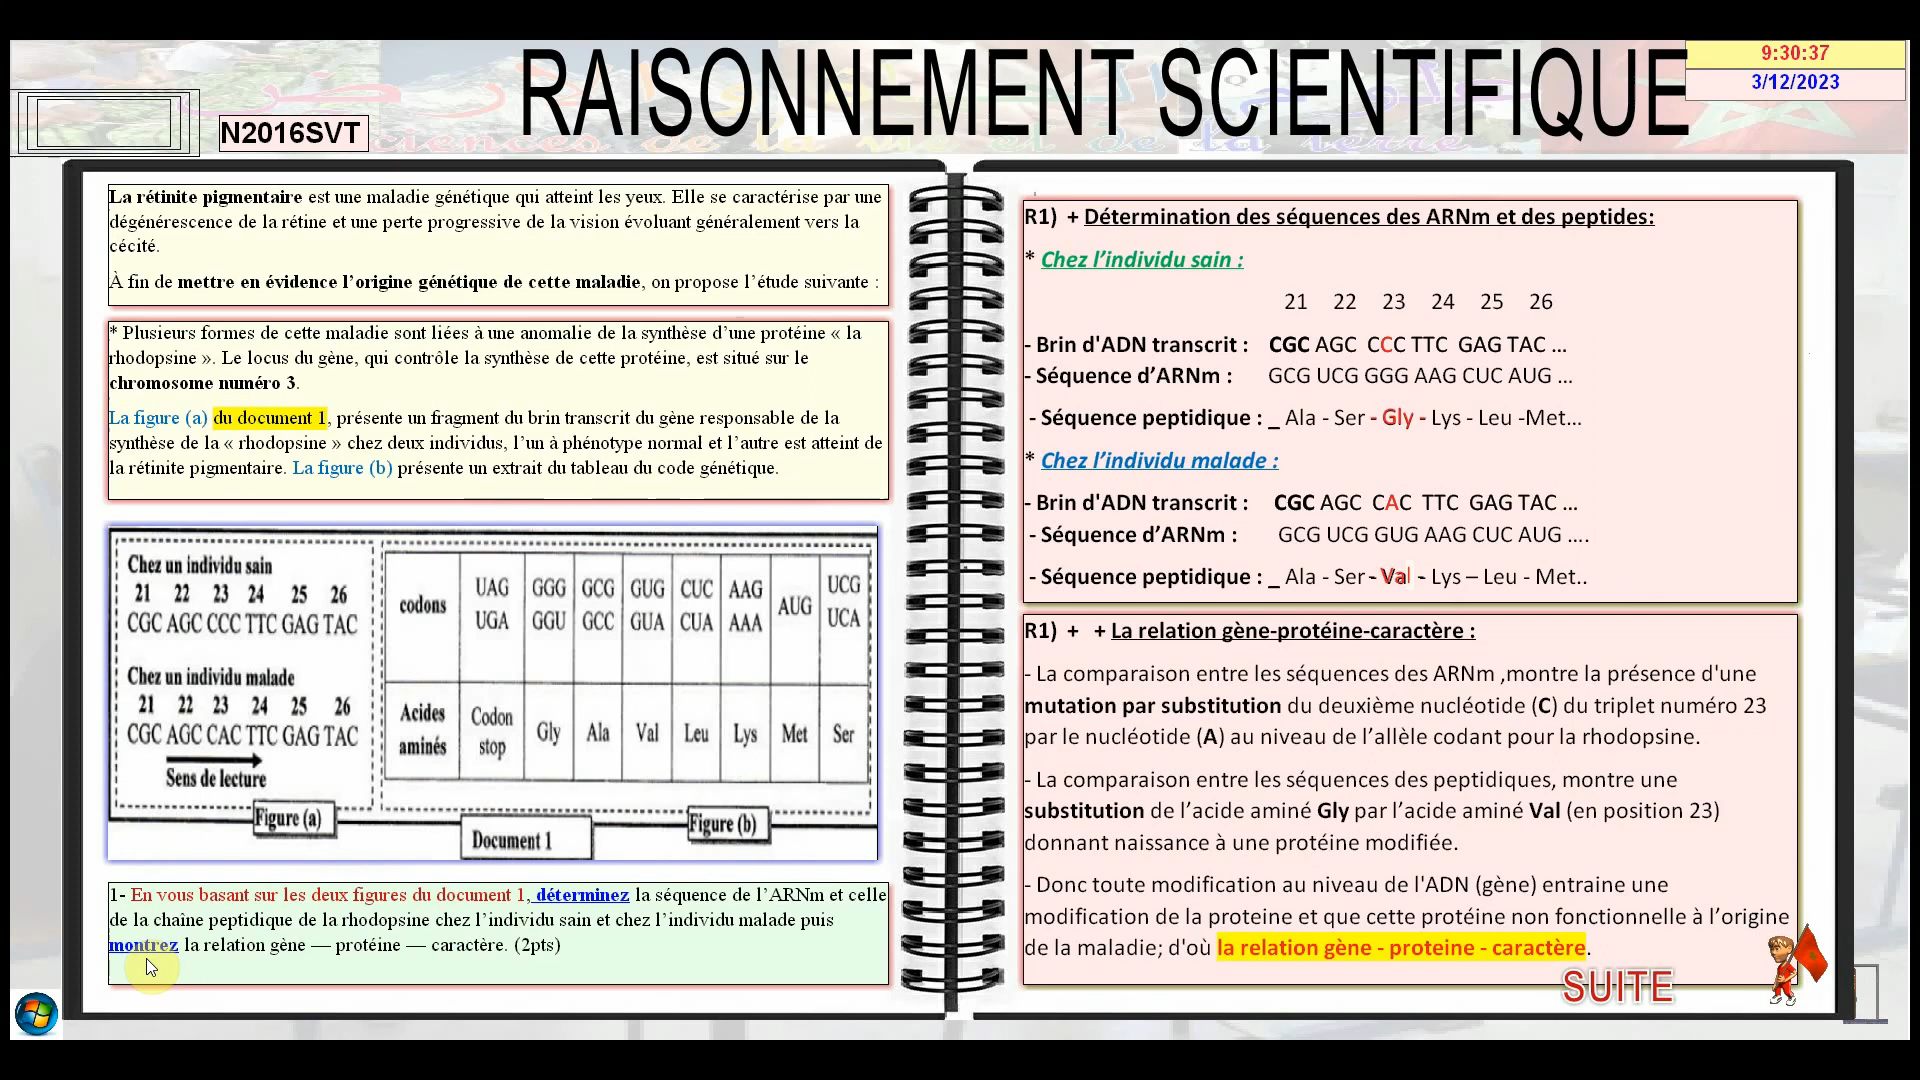 RAISONNEMENT SCIENTIFIQUE
9:30:37
3/12/2023
N2016SVT
La rétinite pigmentaire est une maladie génétique qui atteint les yeux. Elle se caractérise par une
dégénérescence de la rétine et une perte progressive de la vision évoluant généralement vers la
cécité.
À fin de mettre en évidence l’origine génétique de cette maladie, on propose l’étude suivante :
* Plusieurs formes de cette maladie sont liées à une anomalie de la synthèse d’une protéine « la
rhodopsine ». Le locus du gène, qui contrôle la synthèse de cette protéine, est situé sur le
chromosome numéro 3.
La figure (a) du document 1, présente un fragment du brin transcrit du gène responsable de la
synthèse de la « rhodopsine » chez deux individus, l’un à phénotype normal et l’autre est atteint de
la rétinite pigmentaire. La figure (b) présente un extrait du tableau du code génétique.
Chez un individu sain
21 22 23 24 25 26
CGC AGC CCC TTC GAG TAC
Chez un individu malade
21 22 23 24 25 26
CGC AGC CAC TTC GAG TAC
Sens de lecture
Figure (a)
codons
UAG GGG GCG GUG CUC AAG AUG UCG
UGA GGU GCC GUA CUA AAA UCA
Acides aminés
Codon stop Gly Ala Val Leu Lys Met Ser
Figure (b)
Document 1
1- En vous basant sur les deux figures du document 1, déterminez la séquence de l’ARNm et celle
de la chaîne peptidique de la rhodopsine chez l’individu sain et chez l’individu malade puis
montrez la relation gène — protéine — caractère. (2pts)
R1) + Détermination des séquences des ARNm et des peptides:
* Chez l’individu sain :
21 22 23 24 25 26
- Brin d'ADN transcrit : CGC AGC CCC TTC GAG TAC ...
- Séquence d’ARNm : GCG UCG GGG AAG CUC AUG ...
- Séquence peptidique : _ Ala - Ser - Gly - Lys - Leu -Met...
* Chez l’individu malade :
- Brin d'ADN transcrit : CGC AGC CAC TTC GAG TAC ...
- Séquence d’ARNm : GCG UCG GUG AAG CUC AUG ....
- Séquence peptidique : _ Ala - Ser - Val - Lys – Leu - Met..
R1) + + La relation gène-protéine-caractère :
- La comparaison entre les séquences des ARNm ,montre la présence d'une
mutation par substitution du deuxième nucléotide (C) du triplet numéro 23
par le nucléotide (A) au niveau de l’allèle codant pour la rhodopsine.
- La comparaison entre les séquences des peptidiques, montre une
substitution de l’acide aminé Gly par l’acide aminé Val (en position 23)
donnant naissance à une protéine modifiée.
- Donc toute modification au niveau de l'ADN (gène) entraine une
modification de la proteine et que cette protéine non fonctionnelle à l’origine
de la maladie; d'où la relation gène - proteine - caractère.
SUITE